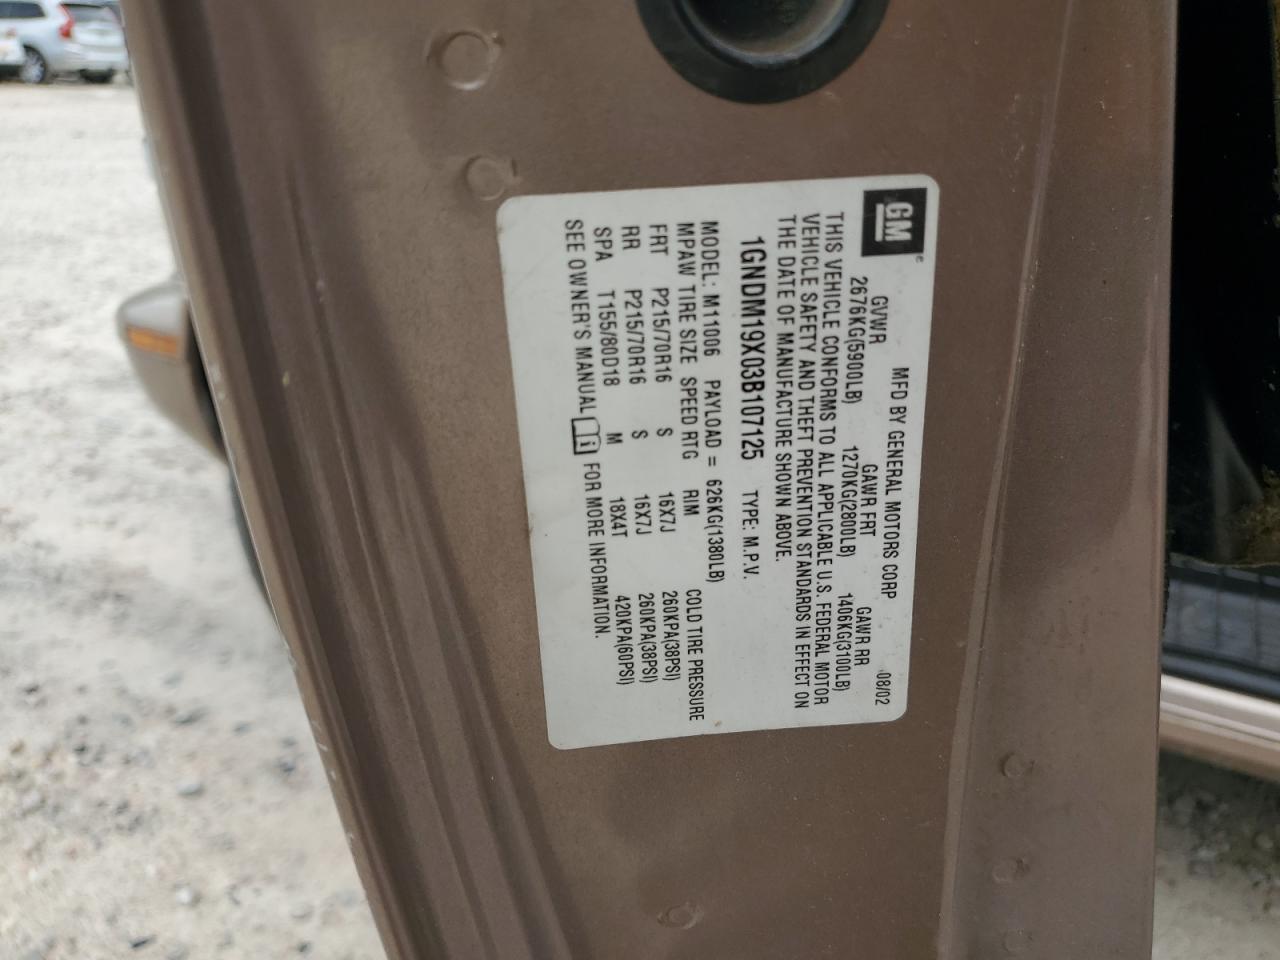 GM
MFD BY GENERAL MOTORS CORP 08/02
GVWR GAWR FRT GAWR RR
2676KG(5900LB) 1270KG(2800LB) 1406KG(3100LB)
THIS VEHICLE CONFORMS TO ALL APPLICABLE U.S. FEDERAL MOTOR
VEHICLE SAFETY AND THEFT PREVENTION STANDARDS IN EFFECT ON
THE DATE OF MANUFACTURE SHOWN ABOVE.
1GNDM19X03B107125 TYPE: M.P.V.
MODEL: M11006 PAYLOAD = 626KG(1380LB)
MPAW TIRE SIZE SPEED RTG RIM COLD TIRE PRESSURE
FRT P215/70R16 S 16X7J 260KPA(38PSI)
RR P215/70R16 S 16X7J 260KPA(38PSI)
SPA T155/80D18 M 18X4T 420KPA(60PSI)
SEE OWNER'S MANUAL FOR MORE INFORMATION.